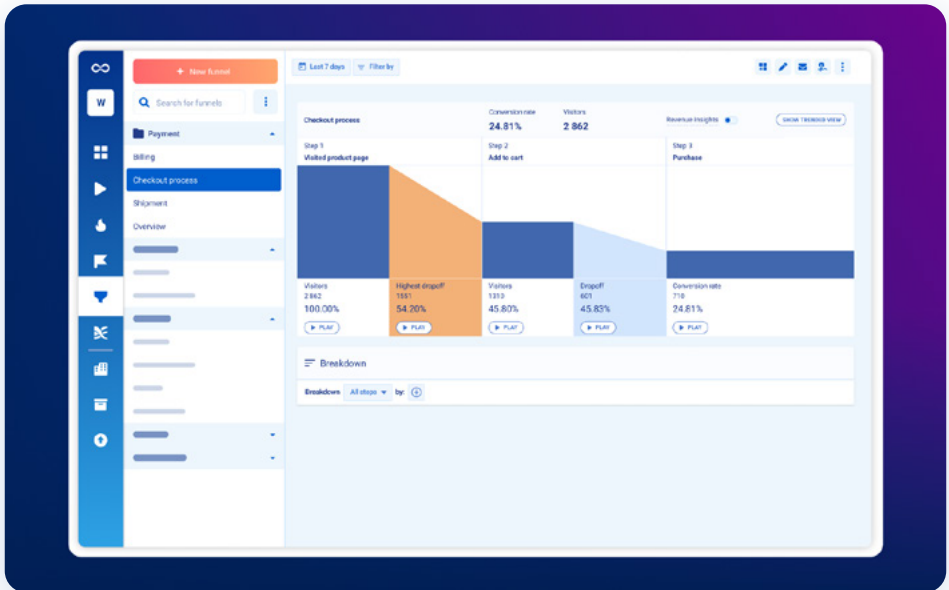 W
+ New funnel
Search for funnels
Payment
Billing
Checkout process
Shipment
Overview
Last 7 days
Filter by
Checkout process
Conversion rate
24.81%
Visitors
2 862
Revenue insights
SHOW TRENDED VIEW
Step 1
Visited product page
Step 2
Add to cart
Step 3
Purchase
Visitors
2 862
100.00%
PLAY
Highest dropoff
54.20%
PLAY
Visitors
1310
45.80%
PLAY
Dropoff
601
45.83%
PLAY
Conversion rate
710
24.81%
PLAY
Breakdown
Breakdown All steps by: